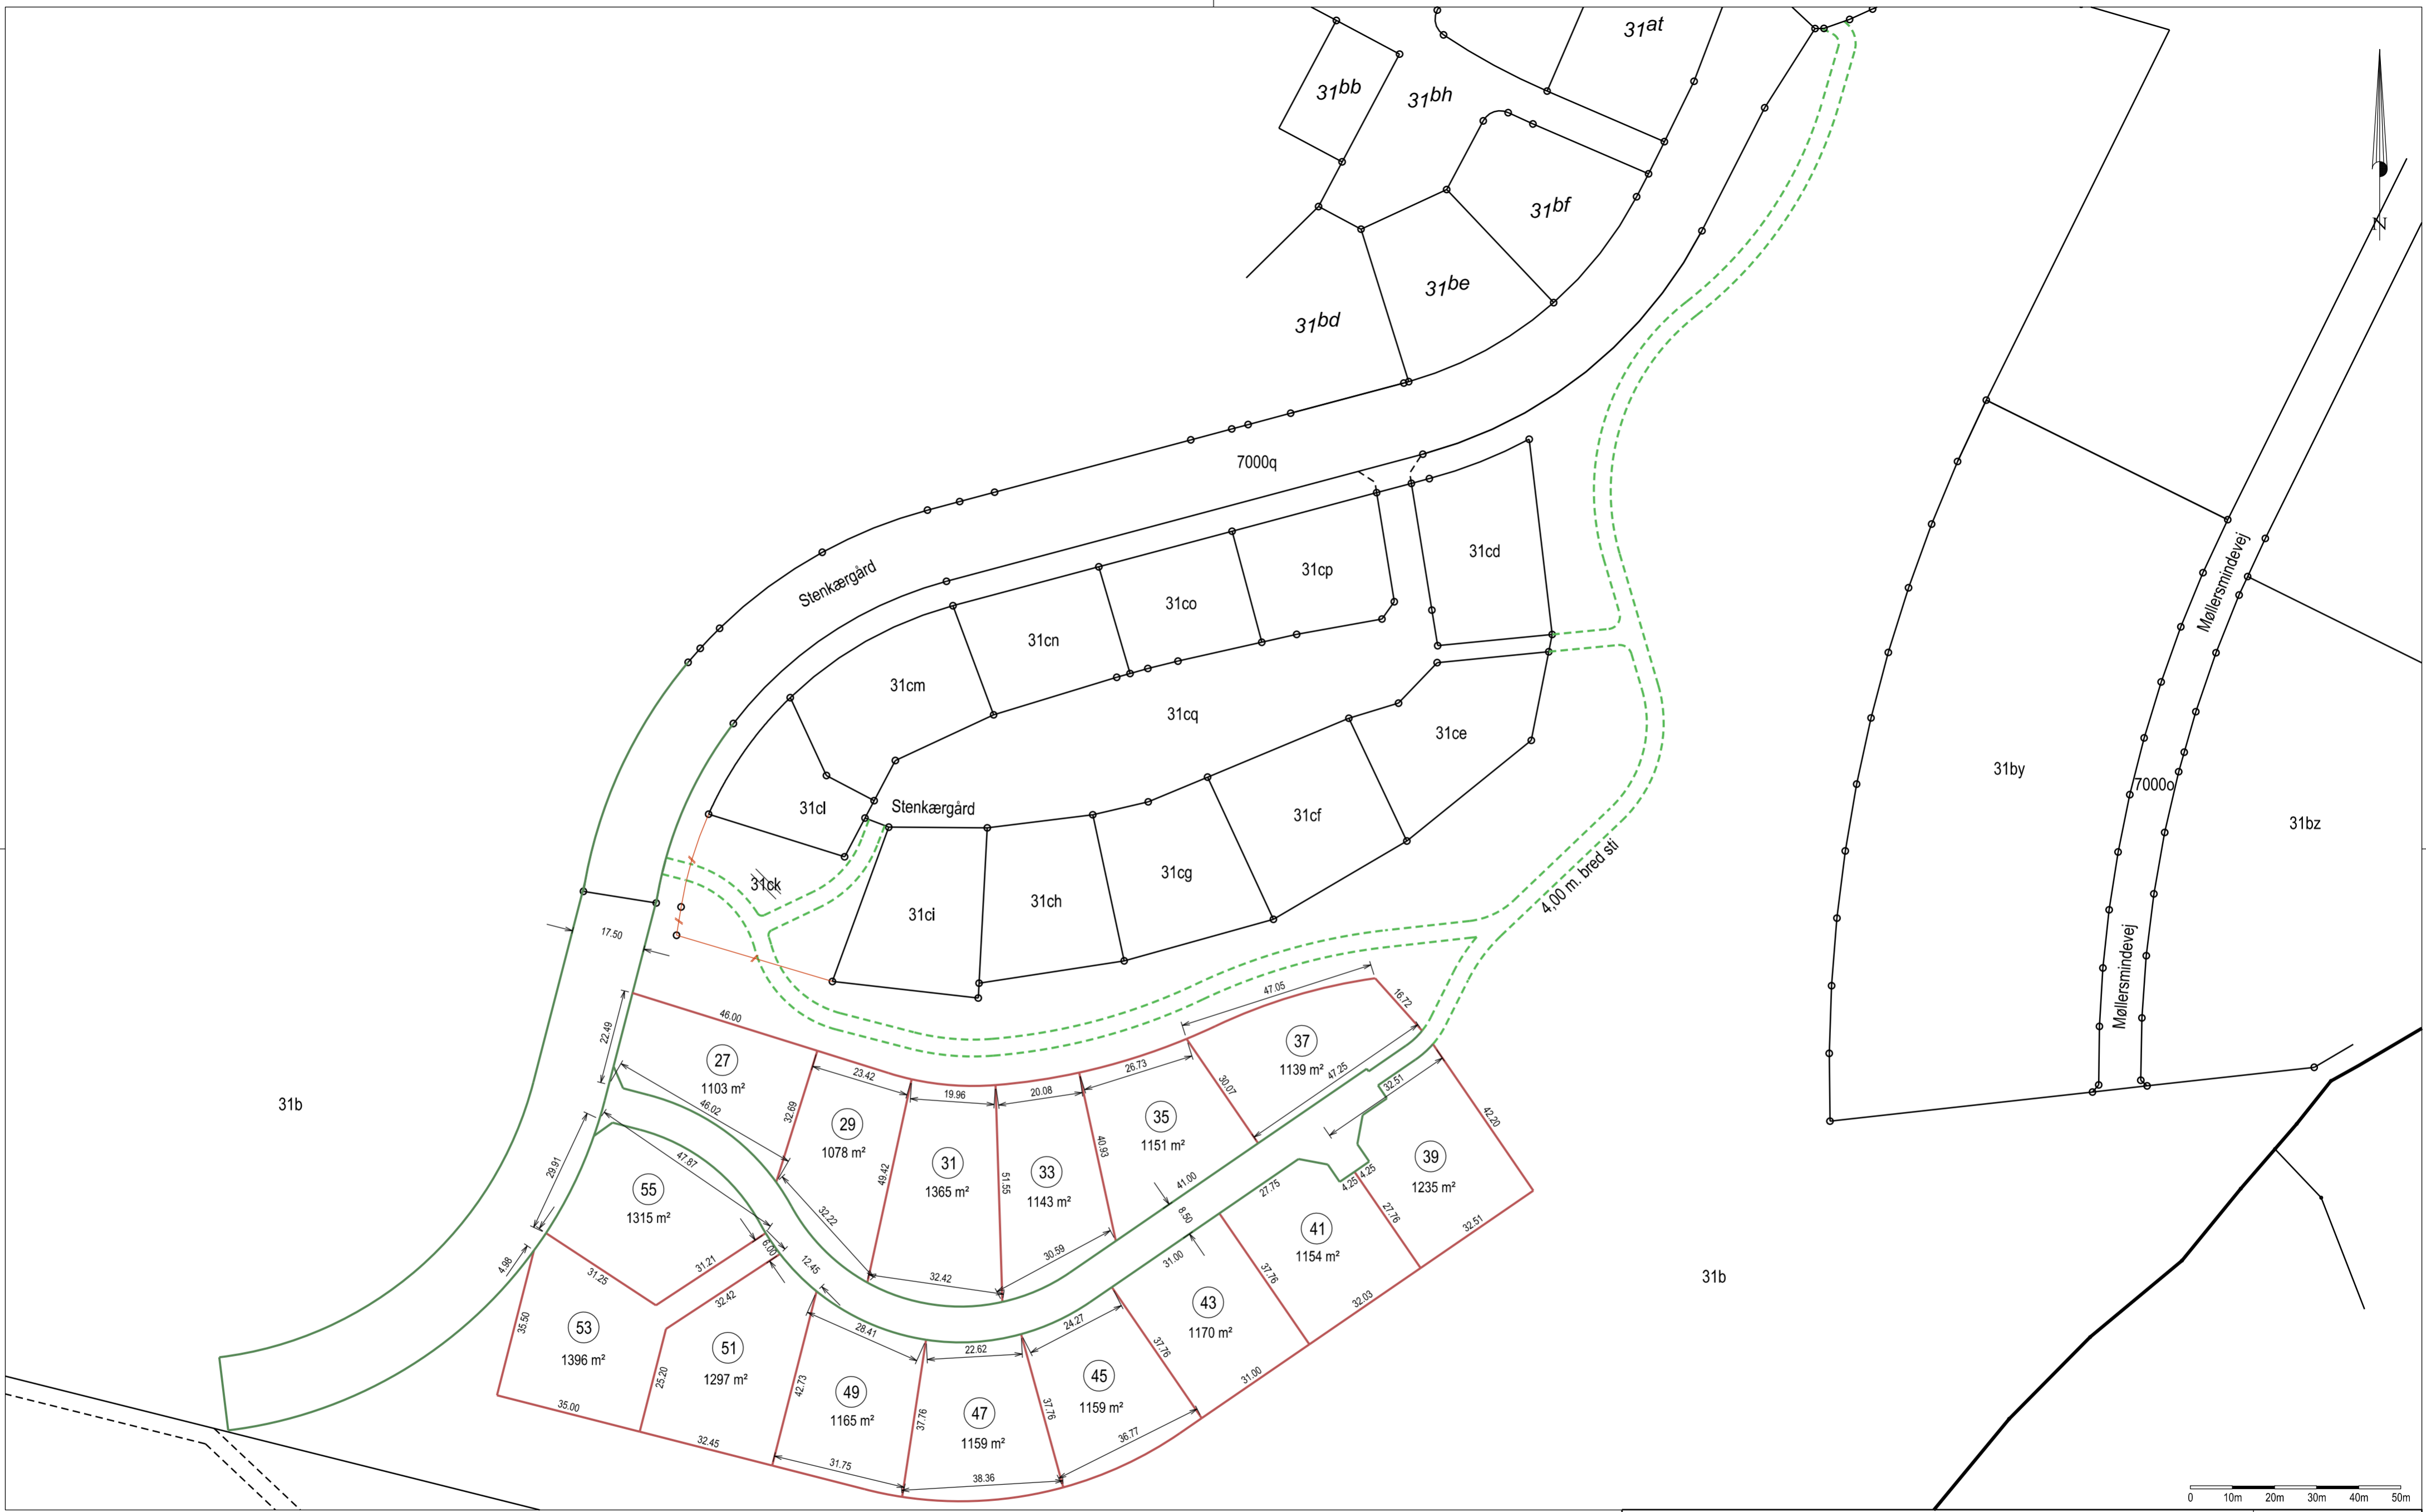 31at
31bb
31bh
31bf
31be
31bd
N
7000q
31cd
31cp
31co
31cn
31cm
Stenkærgård
31cq
31ce
31cl
Stenkærgård
31cf
31cg
31ch
31ci
31ck
4,00 m. bred sti
Møllersmindevej
31by
7000o
31bz
Møllersmindevej
31b
31b
17.50
22.49
46.00
27
1103 m²
46.02
32.69
23.42
29
1078 m²
32.22
49.42
19.96
31
1365 m²
32.42
51.55
20.08
33
1143 m²
30.59
40.93
26.73
35
1151 m²
41.00
30.07
47.05
16.72
37
1139 m²
47.25
32.51
42.20
39
1235 m²
32.51
4.25
4.25
27.76
27.75
8.50
41
1154 m²
32.03
37.76
31.00
43
1170 m²
31.00
37.76
24.27
45
1159 m²
36.77
37.76
22.62
47
1159 m²
38.36
37.76
28.41
49
1165 m²
31.75
42.73
12.45
6.00
32.42
51
1297 m²
32.45
25.20
47.87
29.91
55
1315 m²
31.21
31.25
4.98
35.50
53
1396 m²
35.00
0 10m 20m 30m 40m 50m